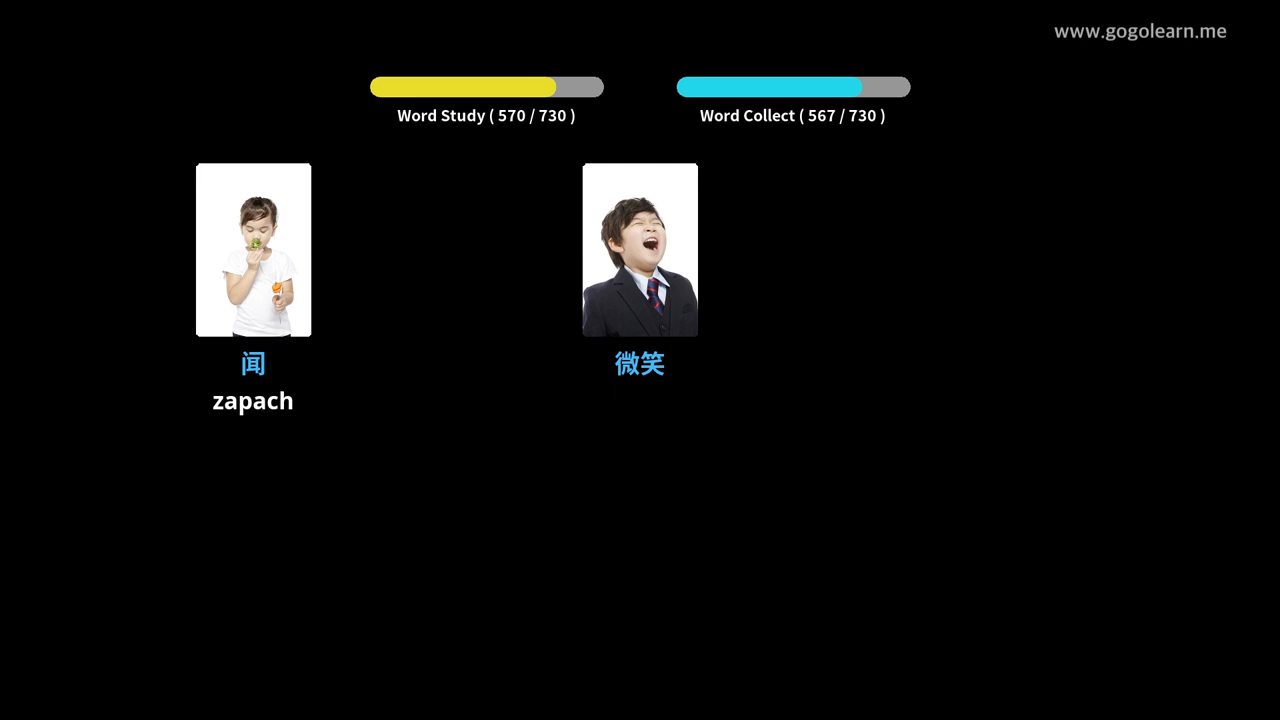 www.gogolearn.me
Word Study ( 570 / 730 )
Word Collect ( 567 / 730 )
闻
微笑
zapach